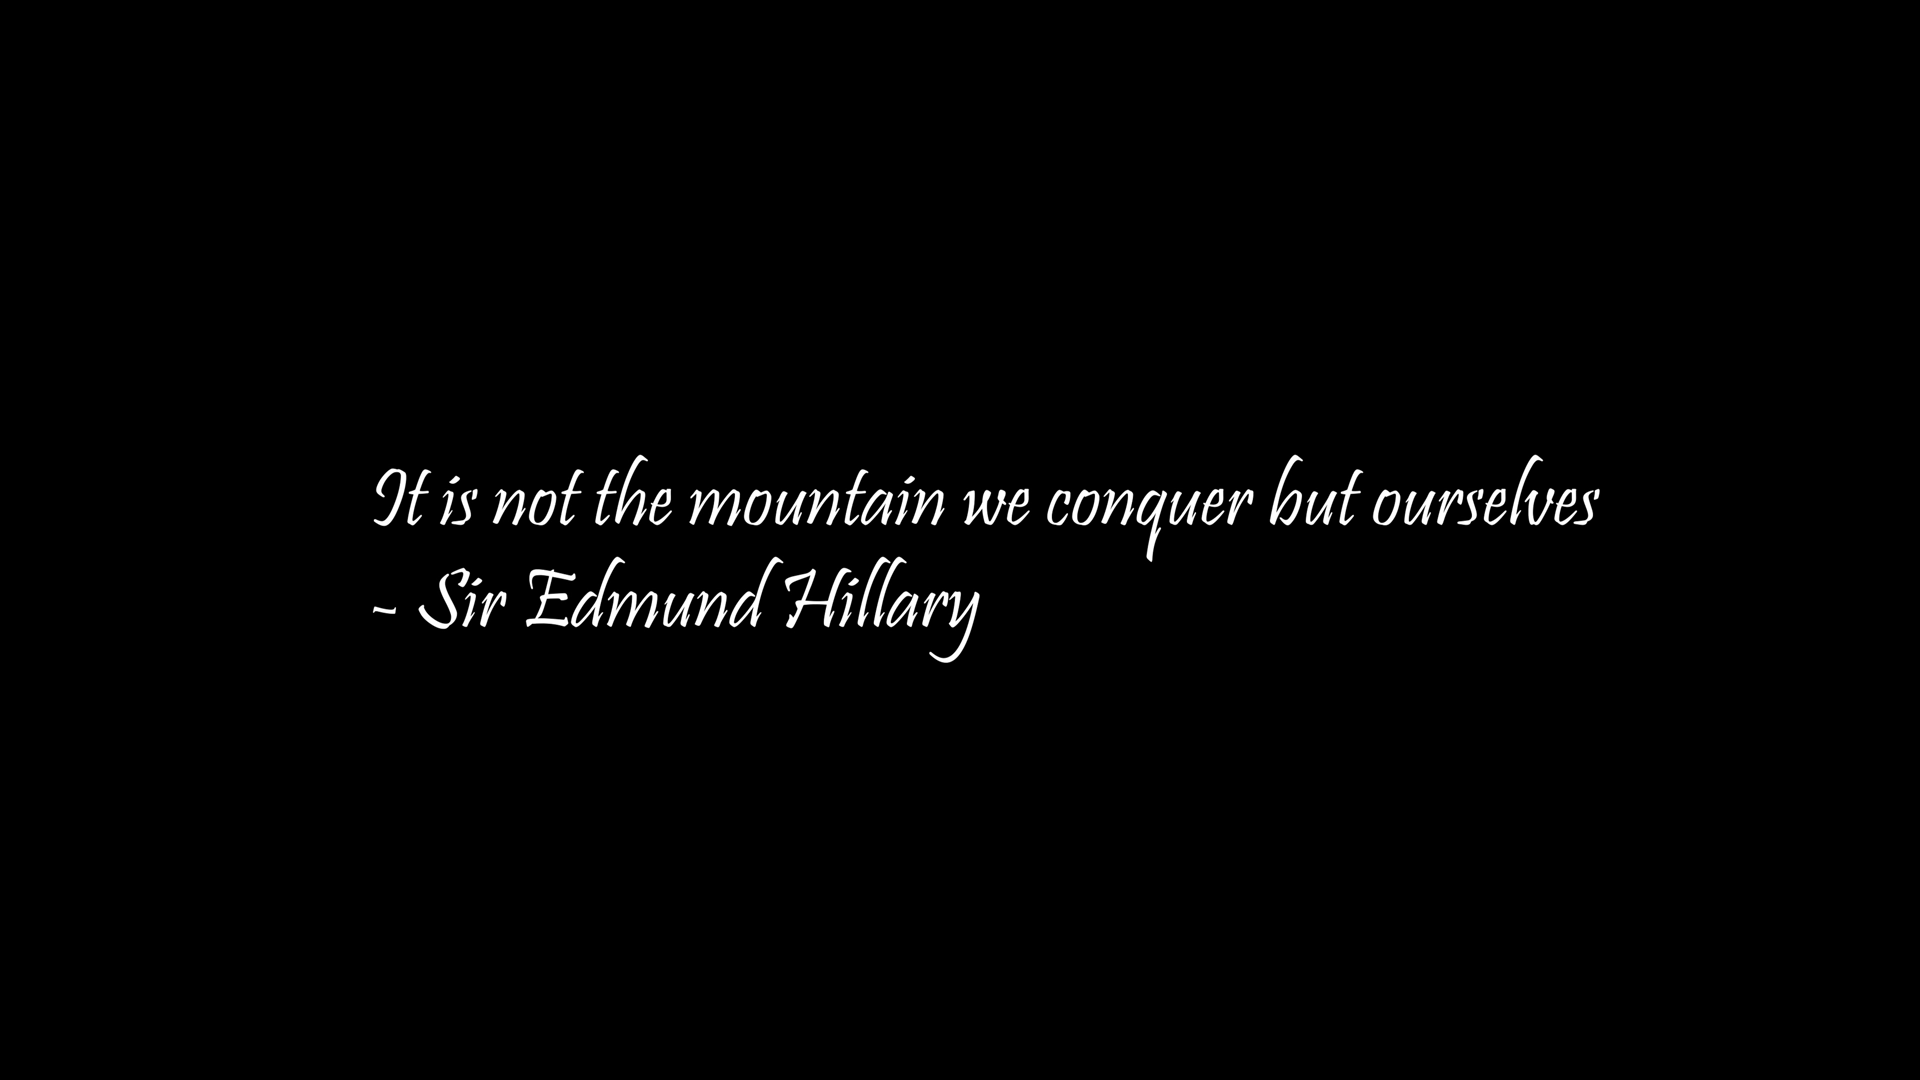 It is not the mountain we conquer but ourselves
- Sir Edmund Hillary